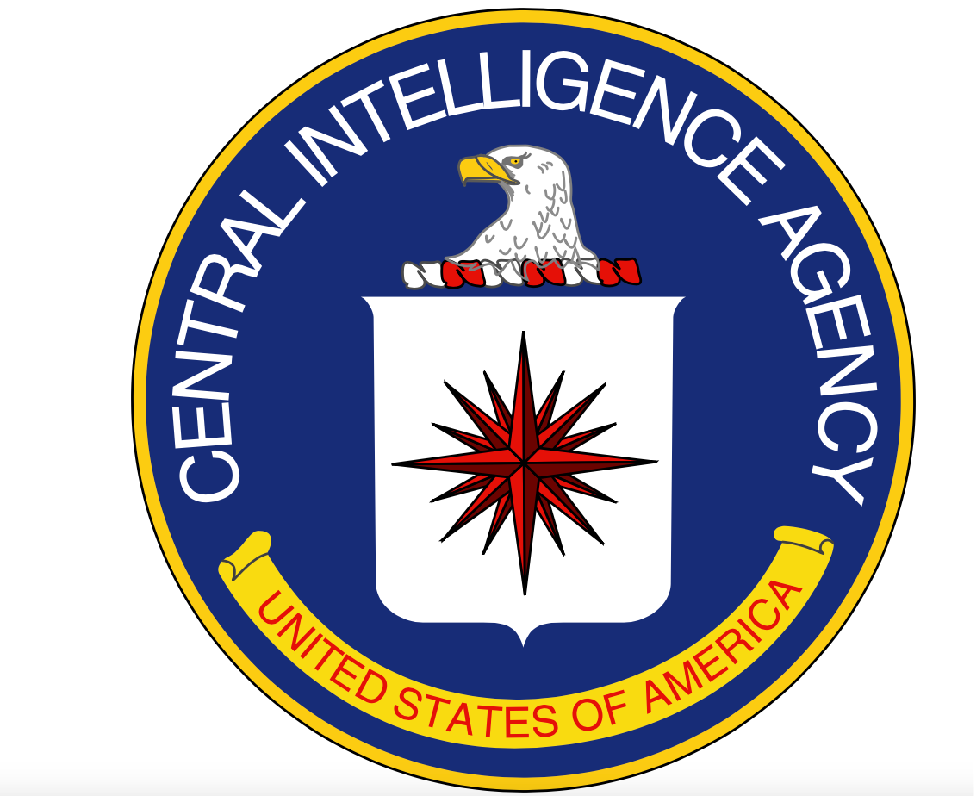 CENTRAL INTELLIGENCE AGENCY
UNITED STATES OF AMERICA